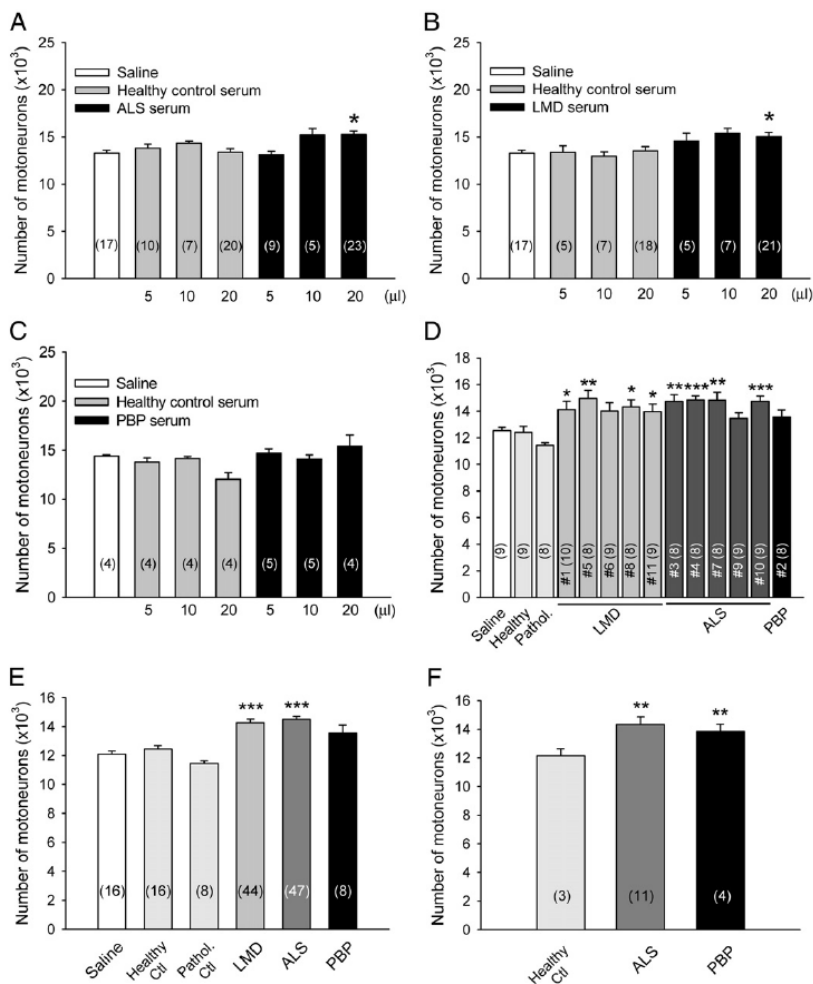 A
Number of motoneurons (x10³)
25
20
15
10
5
0
Saline
Healthy control serum
ALS serum
*
(17) (10) (7) (20) (9) (5) (23)
5 10 20 5 10 20 (μl)
B
Number of motoneurons (x10³)
25
20
15
10
5
0
Saline
Healthy control serum
LMD serum
*
(17) (5) (7) (18) (5) (7) (21)
5 10 20 5 10 20 (μl)
C
Number of motoneurons (x10³)
25
20
15
10
5
0
Saline
Healthy control serum
PBP serum
(4) (4) (4) (4) (5) (5) (4)
5 10 20 5 10 20 (μl)
D
Number of motoneurons (x10³)
18
16
14
12
10
8
6
4
2
0
* ** * * ** *** ** ***
(9) (9) (8) #1 (10) #5 (8) #6 (9) #8 (8) #11 (9) #3 (8) #4 (8) #7 (8) #9 (9) #10 (9) #2 (8)
Saline Healthy Pathol. LMD ALS PBP
E
Number of motoneurons (x10³)
18
16
14
12
10
8
6
4
2
0
*** ***
(16) (16) (8) (44) (47) (8)
Saline
Healthy
Ctl
Pathol.
Ctl
LMD
ALS
PBP
F
Number of motoneurons (x10³)
18
16
14
12
10
8
6
4
2
0
** **
(3) (11) (4)
Healthy
Ctl
ALS
PBP